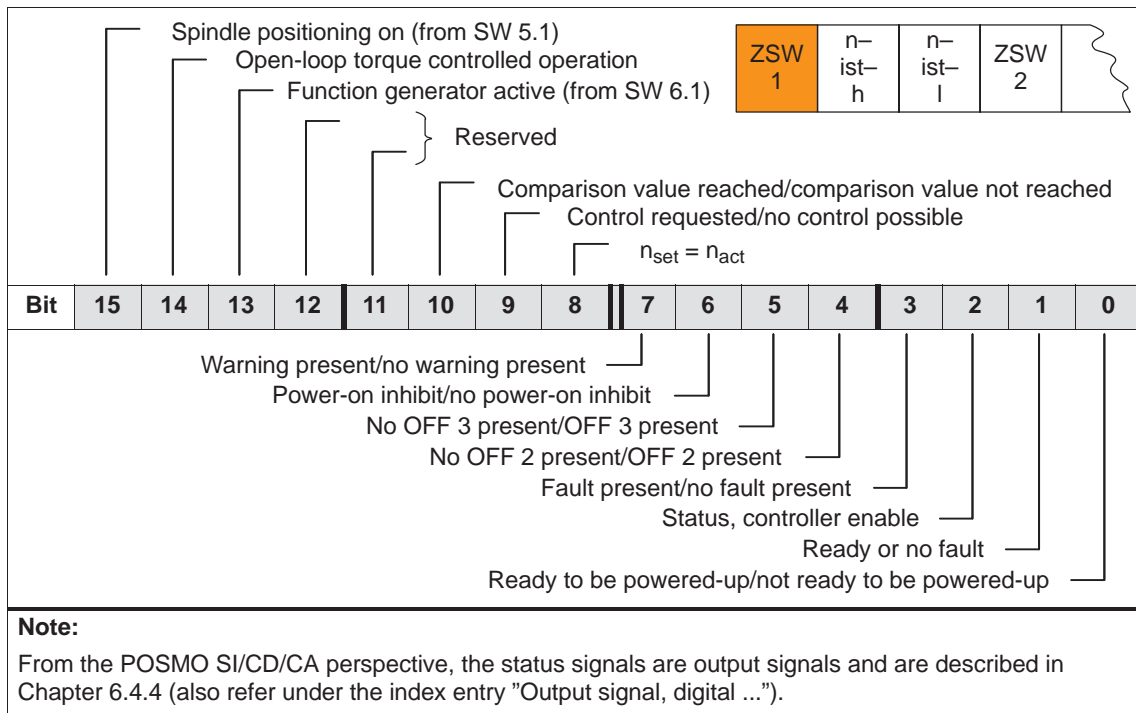 Spindle positioning on (from SW 5.1)
Open-loop torque controlled operation
Function generator active (from SW 6.1)
Reserved
ZSW
1
n–
ist–
h
n–
ist–
l
ZSW
2
Comparison value reached/comparison value not reached
Control requested/no control possible
nset = nact
Bit 15 14 13 12 11 10 9 8 7 6 5 4 3 2 1 0
Warning present/no warning present
Power-on inhibit/no power-on inhibit
No OFF 3 present/OFF 3 present
No OFF 2 present/OFF 2 present
Fault present/no fault present
Status, controller enable
Ready or no fault
Ready to be powered-up/not ready to be powered-up
Note:
From the POSMO SI/CD/CA perspective, the status signals are output signals and are described in
Chapter 6.4.4 (also refer under the index entry ”Output signal, digital ...”).